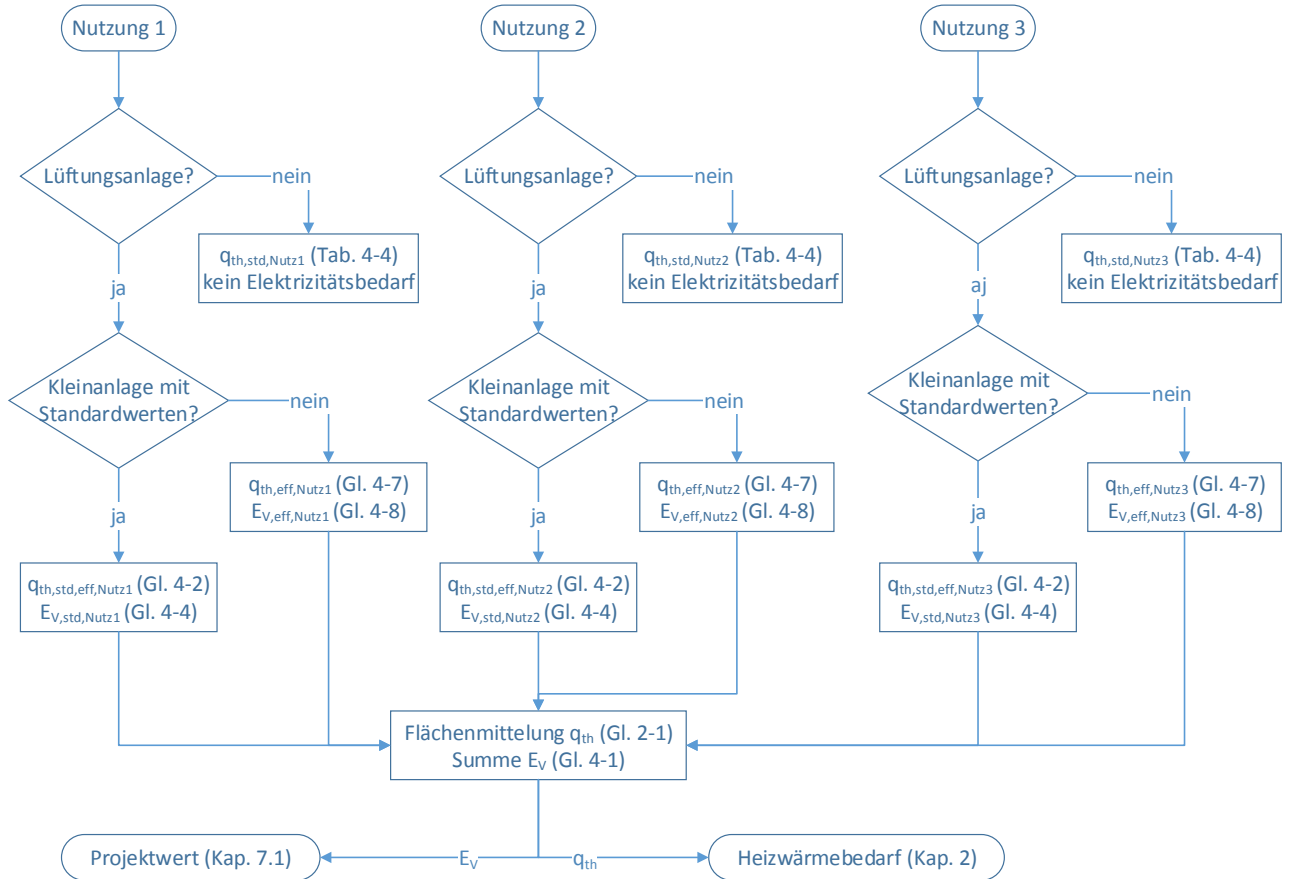 Nutzung 1
Nutzung 2
Nutzung 3
Lüftungsanlage?
nein
Lüftungsanlage?
nein
Lüftungsanlage?
nein
qth,std,Nutz1 (Tab. 4-4)
kein Elektrizitätsbedarf
qth,std,Nutz2 (Tab. 4-4)
kein Elektrizitätsbedarf
qth,std,Nutz3 (Tab. 4-4)
kein Elektrizitätsbedarf
ja
ja
aj
Kleinanlage mit
Standardwerten?
nein
Kleinanlage mit
Standardwerten?
nein
Kleinanlage mit
Standardwerten?
nein
qth,eff,Nutz1 (Gl. 4-7)
EV,eff,Nutz1 (Gl. 4-8)
qth,eff,Nutz2 (Gl. 4-7)
EV,eff,Nutz2 (Gl. 4-8)
qth,eff,Nutz3 (Gl. 4-7)
EV,eff,Nutz3 (Gl. 4-8)
ja
ja
ja
qth,std,eff,Nutz1 (Gl. 4-2)
EV,std,Nutz1 (Gl. 4-4)
qth,std,eff,Nutz2 (Gl. 4-2)
EV,std,Nutz2 (Gl. 4-4)
qth,std,eff,Nutz3 (Gl. 4-2)
EV,std,Nutz3 (Gl. 4-4)
Flächenmittelung qth (Gl. 2-1)
Summe EV (Gl. 4-1)
Projektwert (Kap. 7.1)
EV
qth
Heizwärmebedarf (Kap. 2)